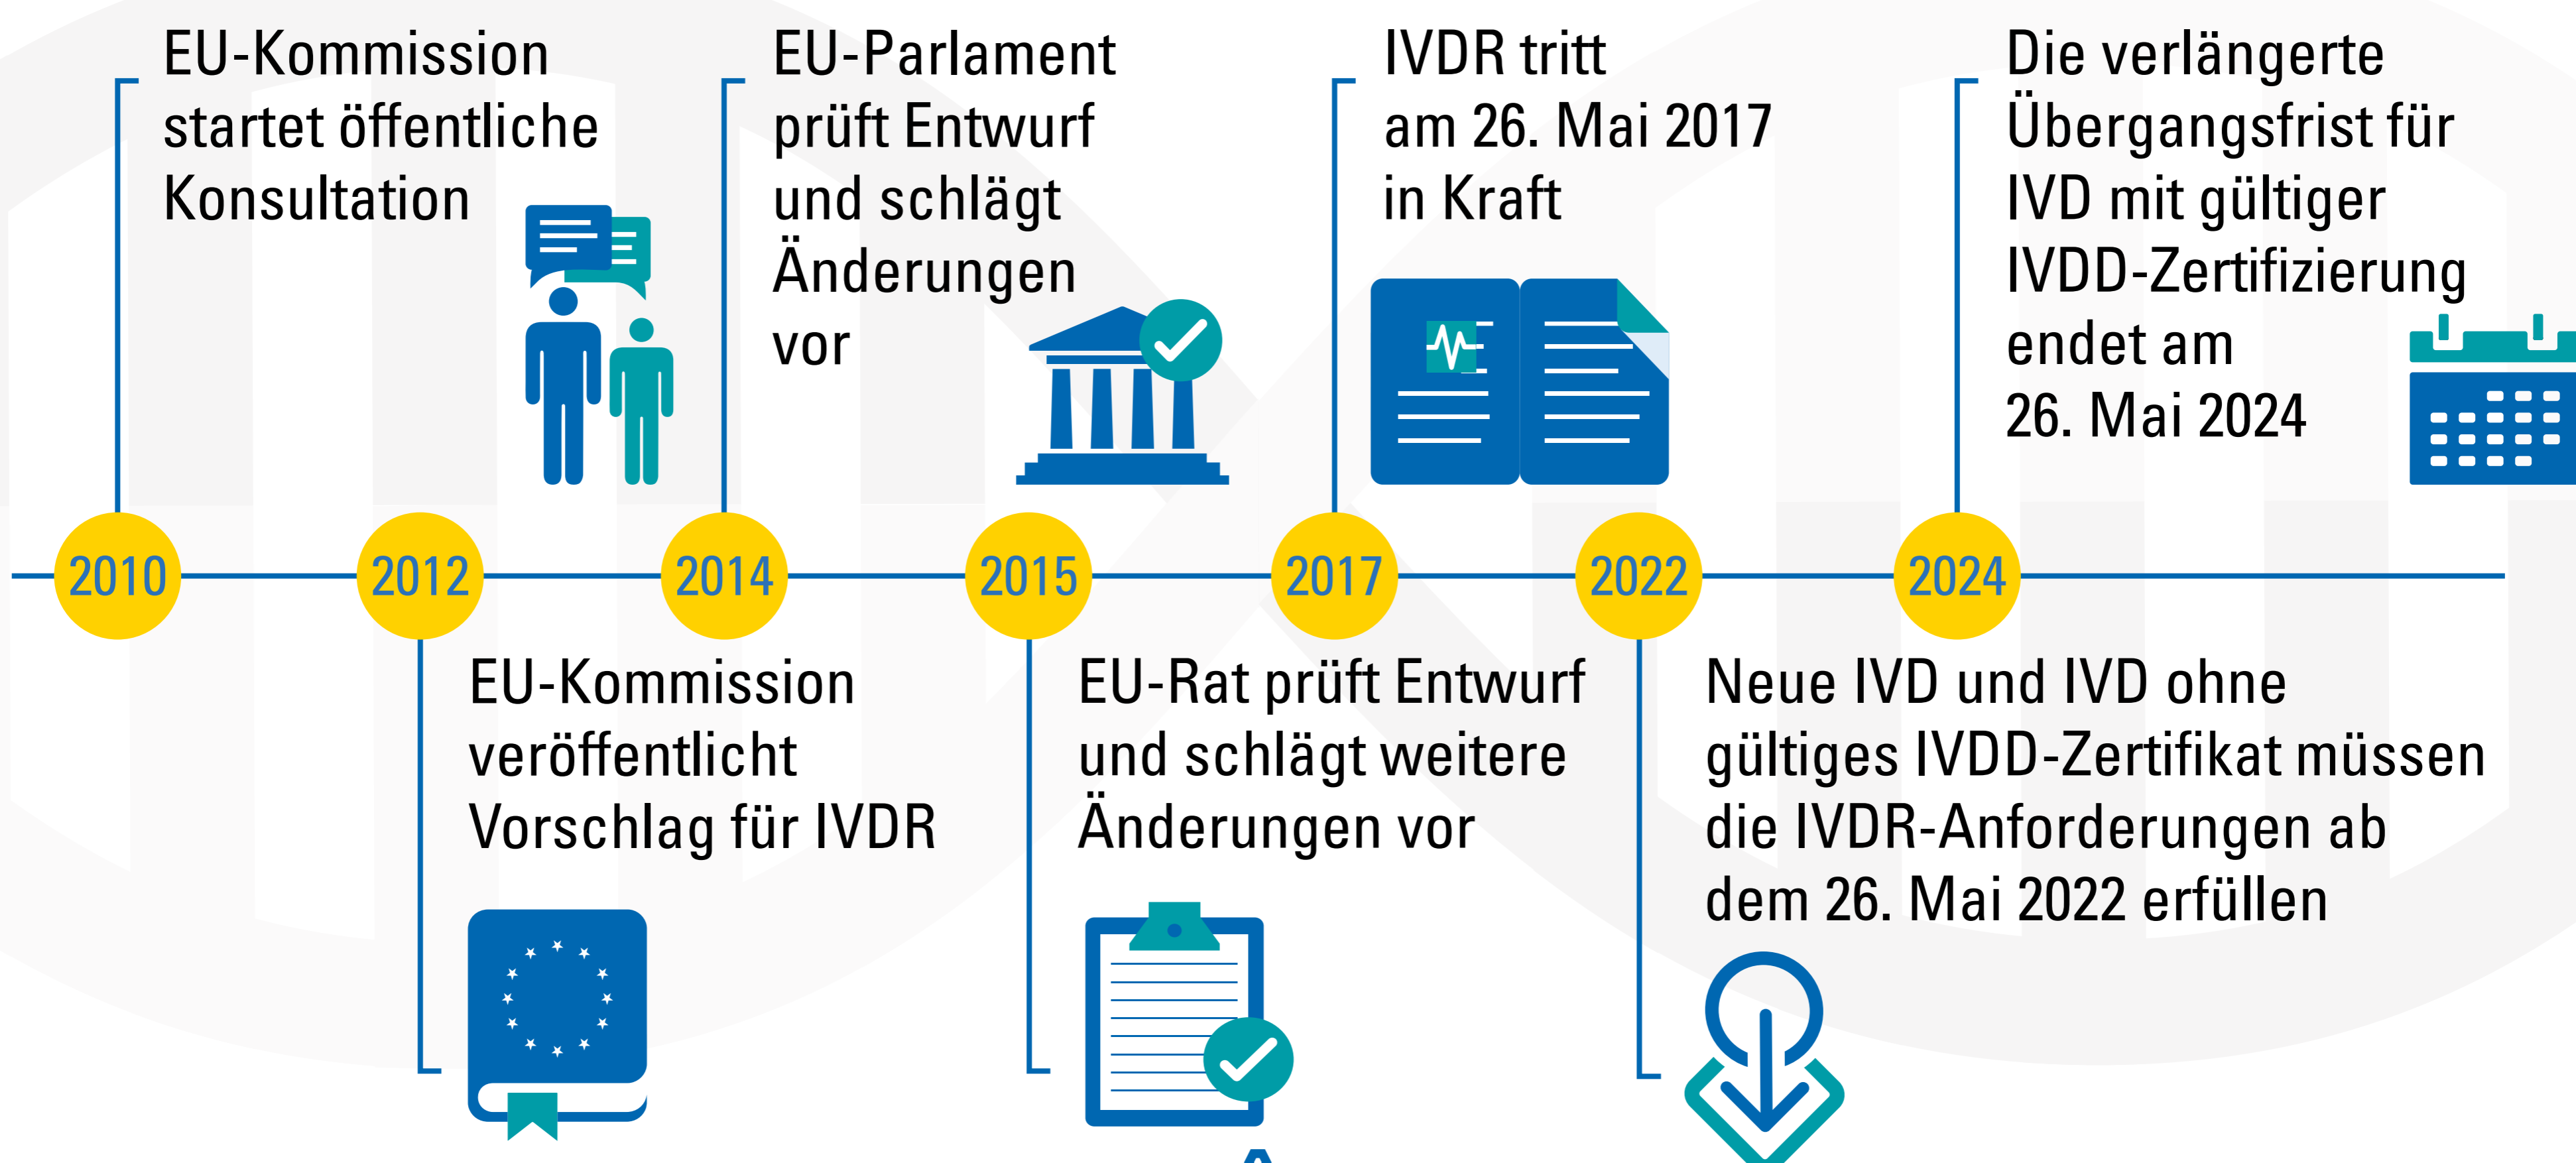 EU-Kommission
startet öffentliche
Konsultation
EU-Parlament
prüft Entwurf
und schlägt
Änderungen
vor
IVDR tritt
am 26. Mai 2017
in Kraft
Die verlängerte
Übergangsfrist für
IVD mit gültiger
IVDD-Zertifizierung
endet am
26. Mai 2024
2010
2012
2014
2015
2017
2022
2024
EU-Kommission
veröffentlicht
Vorschlag für IVDR
EU-Rat prüft Entwurf
und schlägt weitere
Änderungen vor
Neue IVD und IVD ohne
gültiges IVDD-Zertifikat müssen
die IVDR-Anforderungen ab
dem 26. Mai 2022 erfüllen